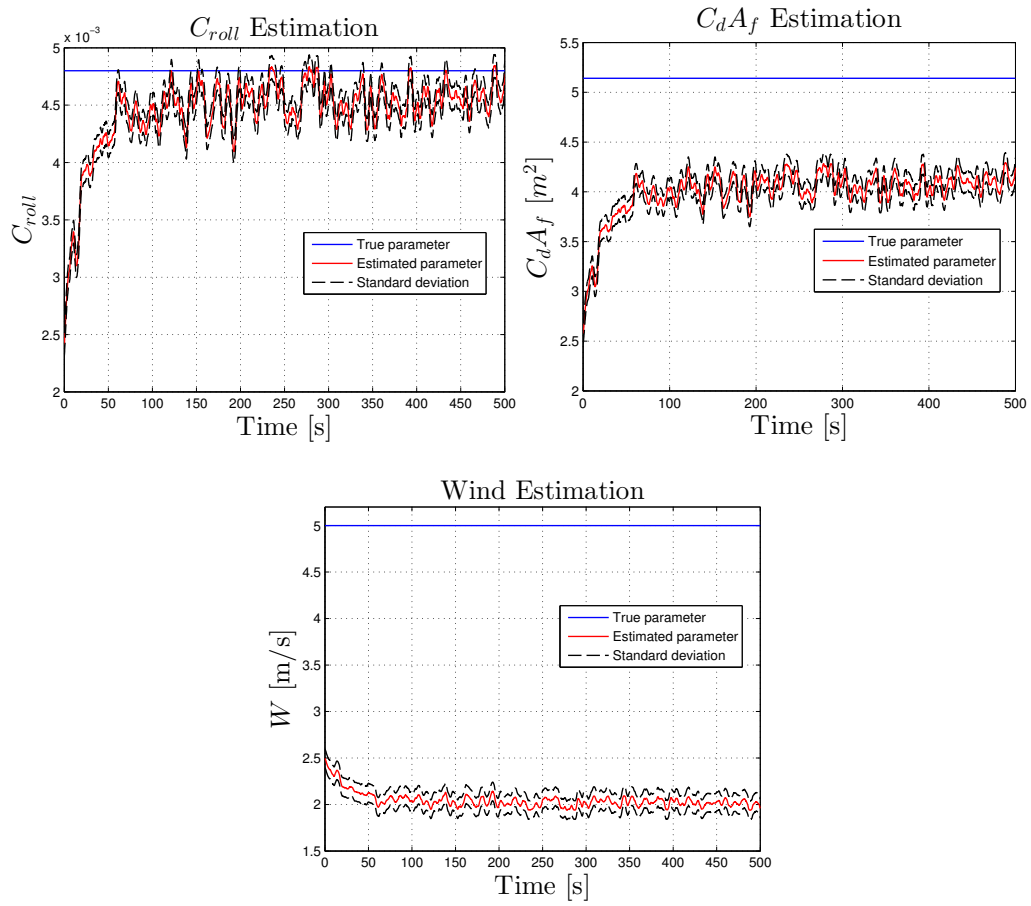 C_roll Estimation
× 10⁻³
5
4.5
4
3.5
3
2.5
2
0 50 100 150 200 250 300 350 400 450 500
C_roll
Time [s]
True parameter
Estimated parameter
Standard deviation
C_dA_f Estimation
5.5
5
4.5
4
3.5
3
2.5
2
0 100 200 300 400 500
C_dA_f [m²]
Time [s]
True parameter
Estimated parameter
Standard deviation
Wind Estimation
5
4.5
4
3.5
3
2.5
2
1.5
0 50 100 150 200 250 300 350 400 450 500
W [m/s]
Time [s]
True parameter
Estimated parameter
Standard deviation